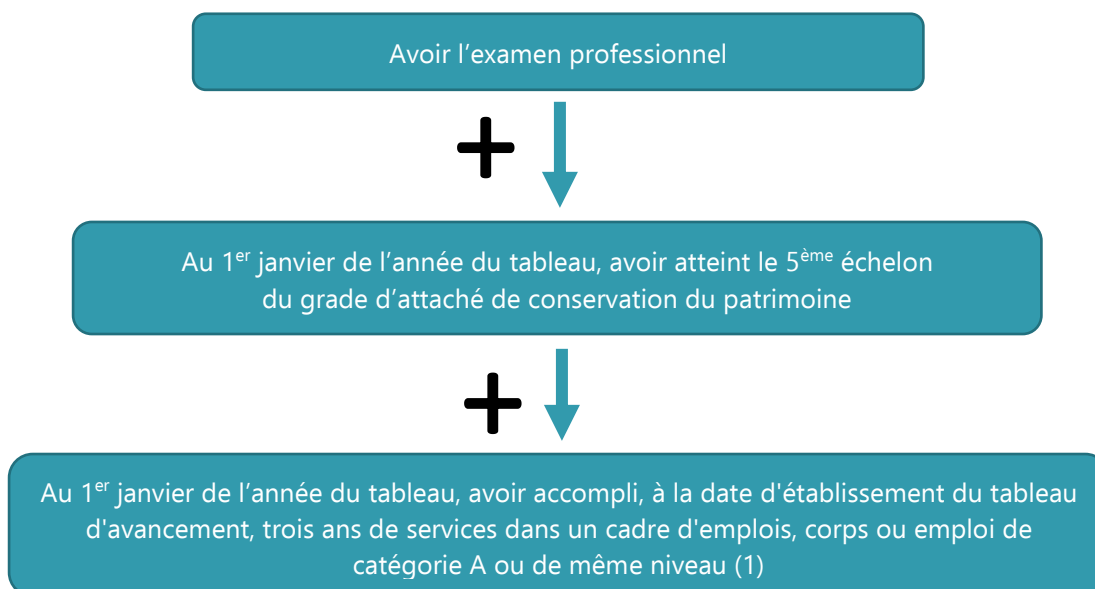 Avoir l’examen professionnel
+
Au 1er janvier de l’année du tableau, avoir atteint le 5ème échelon
du grade d’attaché de conservation du patrimoine
+
Au 1er janvier de l’année du tableau, avoir accompli, à la date d'établissement du tableau
d'avancement, trois ans de services dans un cadre d'emplois, corps ou emploi de
catégorie A ou de même niveau (1)